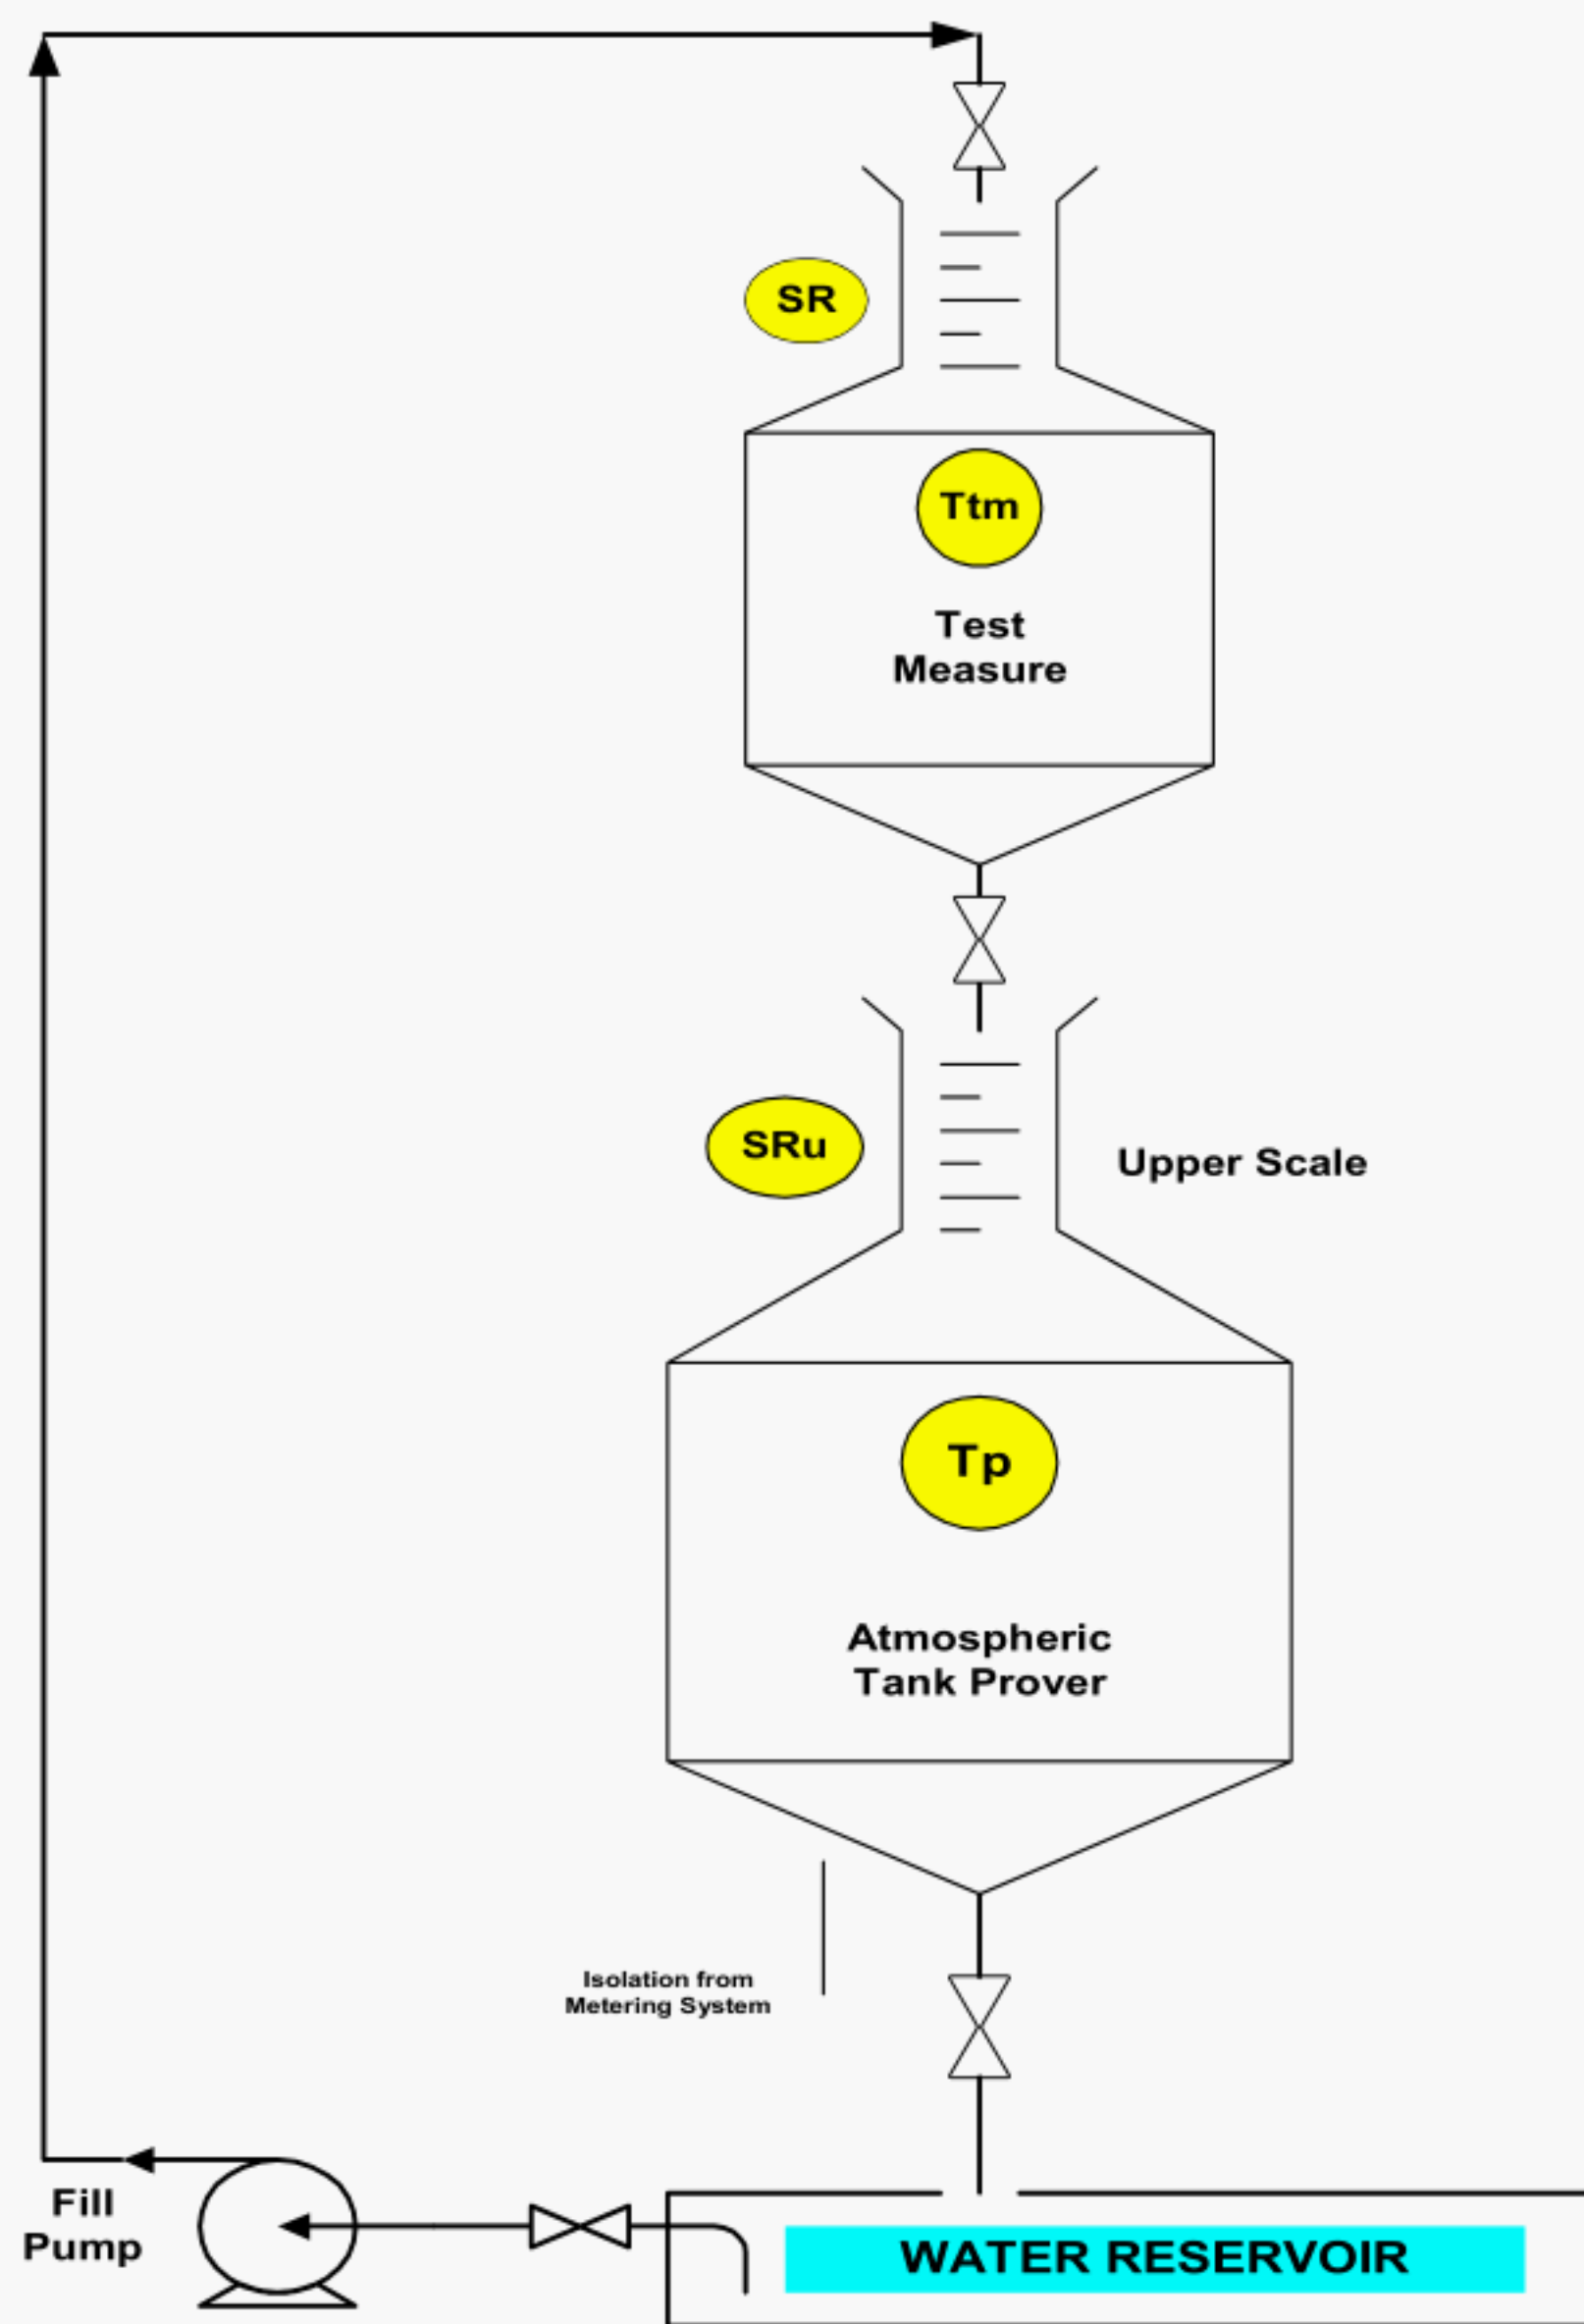 SR
Ttm
Test
Measure
SRu
Upper Scale
Tp
Atmospheric
Tank Prover
Isolation from
Metering System
Fill
Pump
WATER RESERVOIR